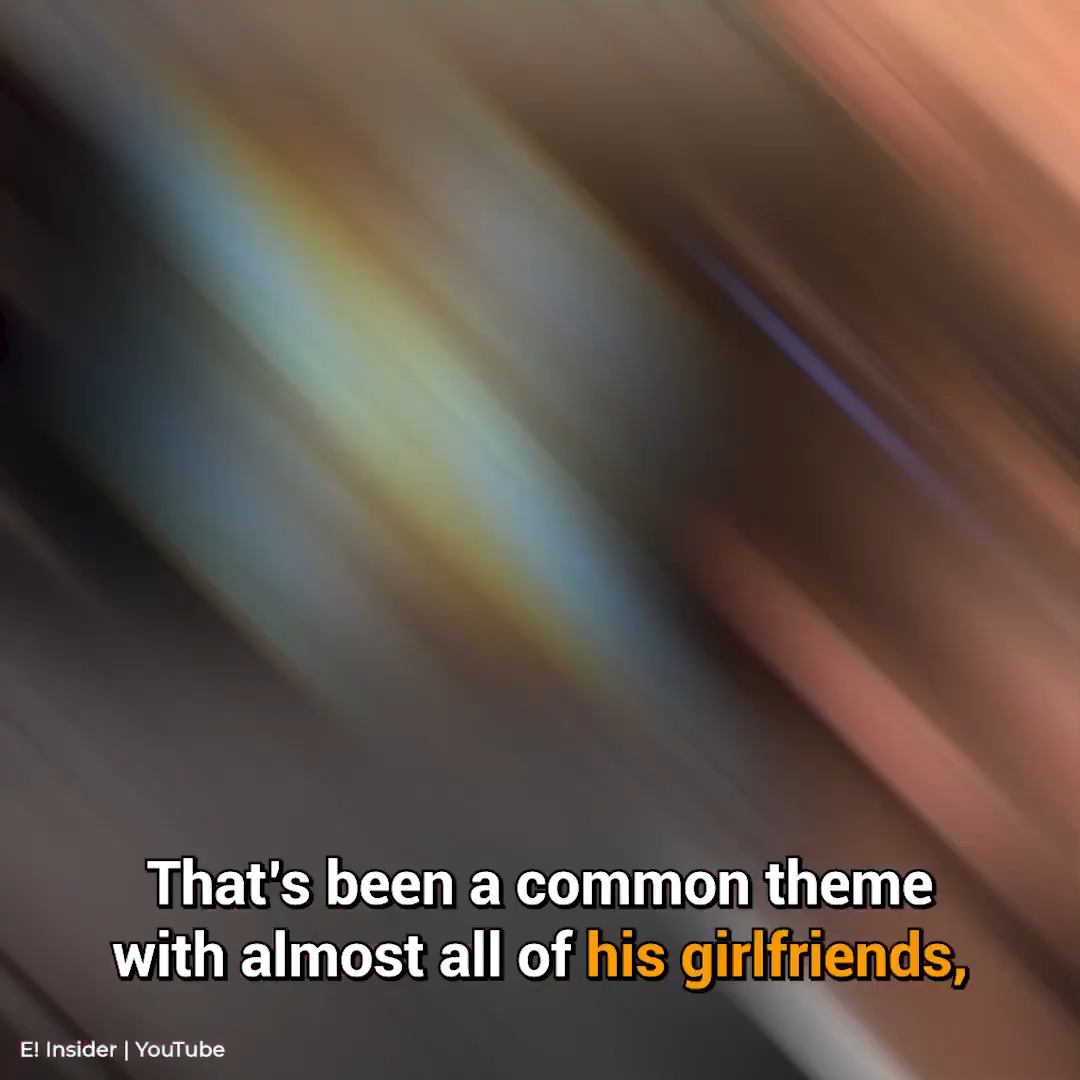 That's been a common theme
with almost all of his girlfriends,
E! Insider | YouTube